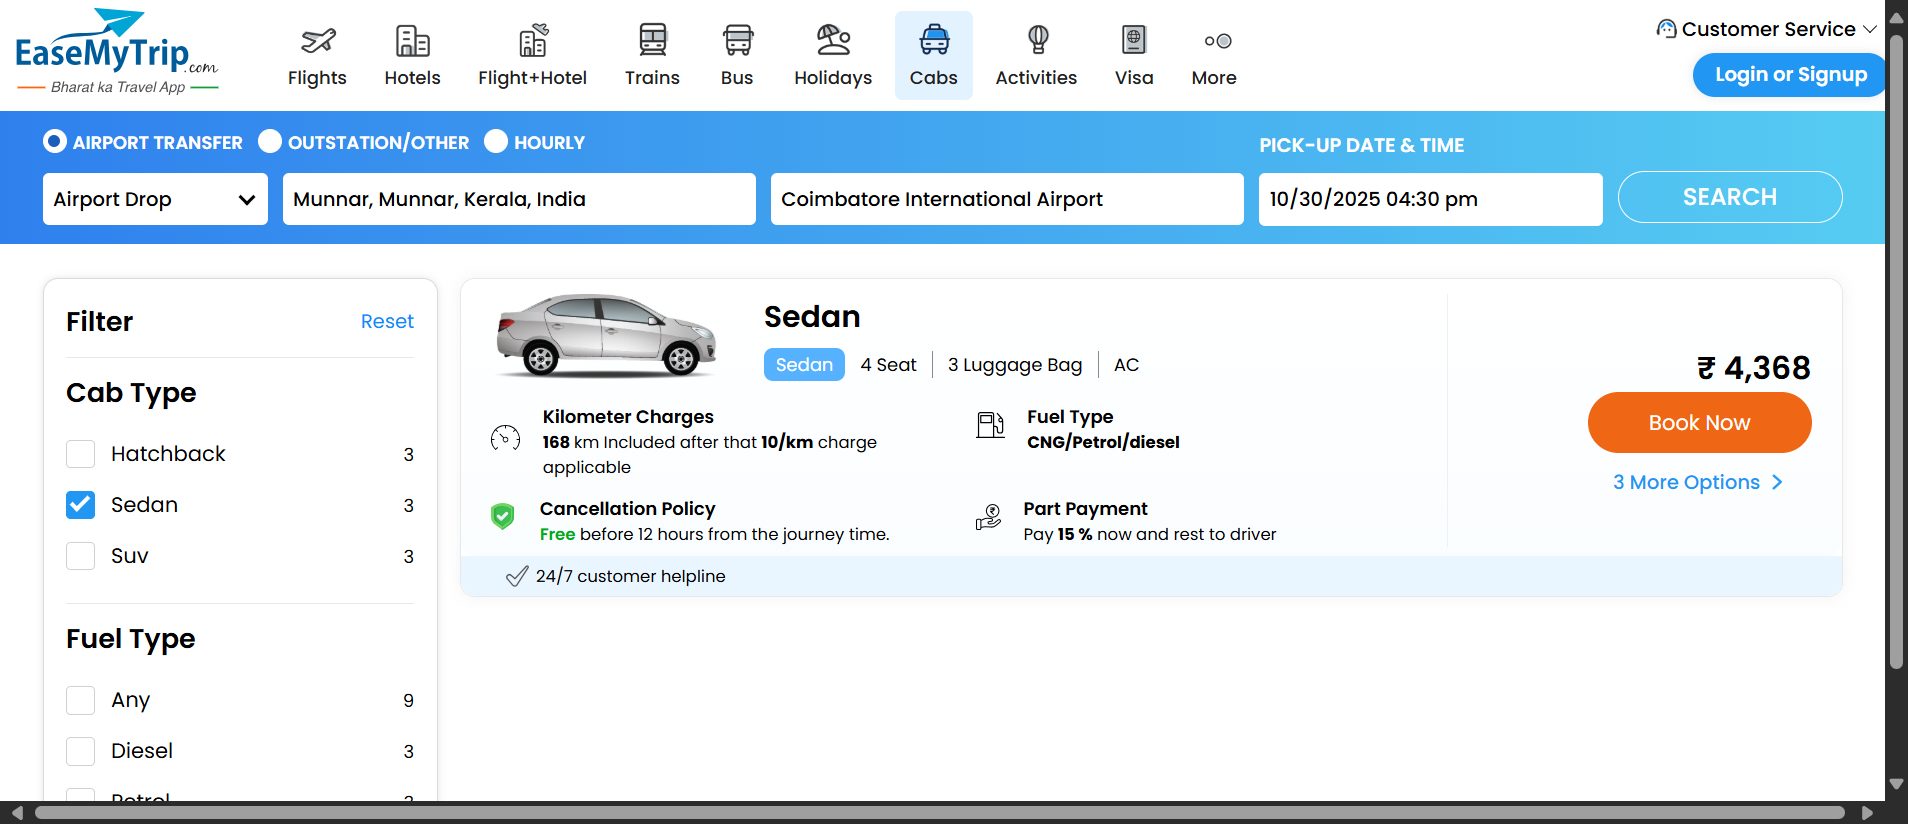 EaseMyTrip.com
Bharat ka Travel App
Flights
Hotels
Flight+Hotel
Trains
Bus
Holidays
Cabs
Activities
Visa
More
Customer Service
Login or Signup
AIRPORT TRANSFER
OUTSTATION/OTHER
HOURLY
PICK-UP DATE & TIME
Airport Drop
Munnar, Munnar, Kerala, India
Coimbatore International Airport
10/30/2025 04:30 pm
SEARCH
Filter
Reset
Cab Type
Hatchback 3
Sedan 3
Suv 3
Fuel Type
Any 9
Diesel 3
Petrol 3
Sedan
Sedan
4 Seat
3 Luggage Bag
AC
Kilometer Charges
168 km Included after that 10/km charge
applicable
Fuel Type
CNG/Petrol/diesel
Cancellation Policy
Free before 12 hours from the journey time.
Part Payment
Pay 15 % now and rest to driver
24/7 customer helpline
₹ 4,368
Book Now
3 More Options